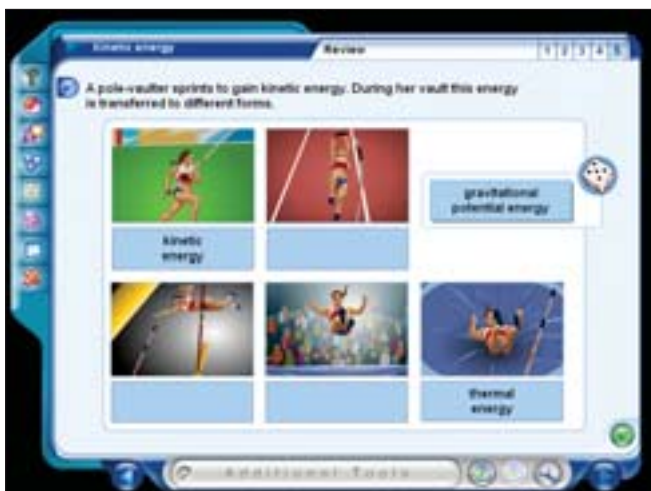 Kinetic energy
Review
1 2 3 4 5
A pole-vaulter sprints to gain kinetic energy. During her vault this energy
is transferred to different forms.
gravitational
potential energy
kinetic
energy
thermal
energy
Additional Tools